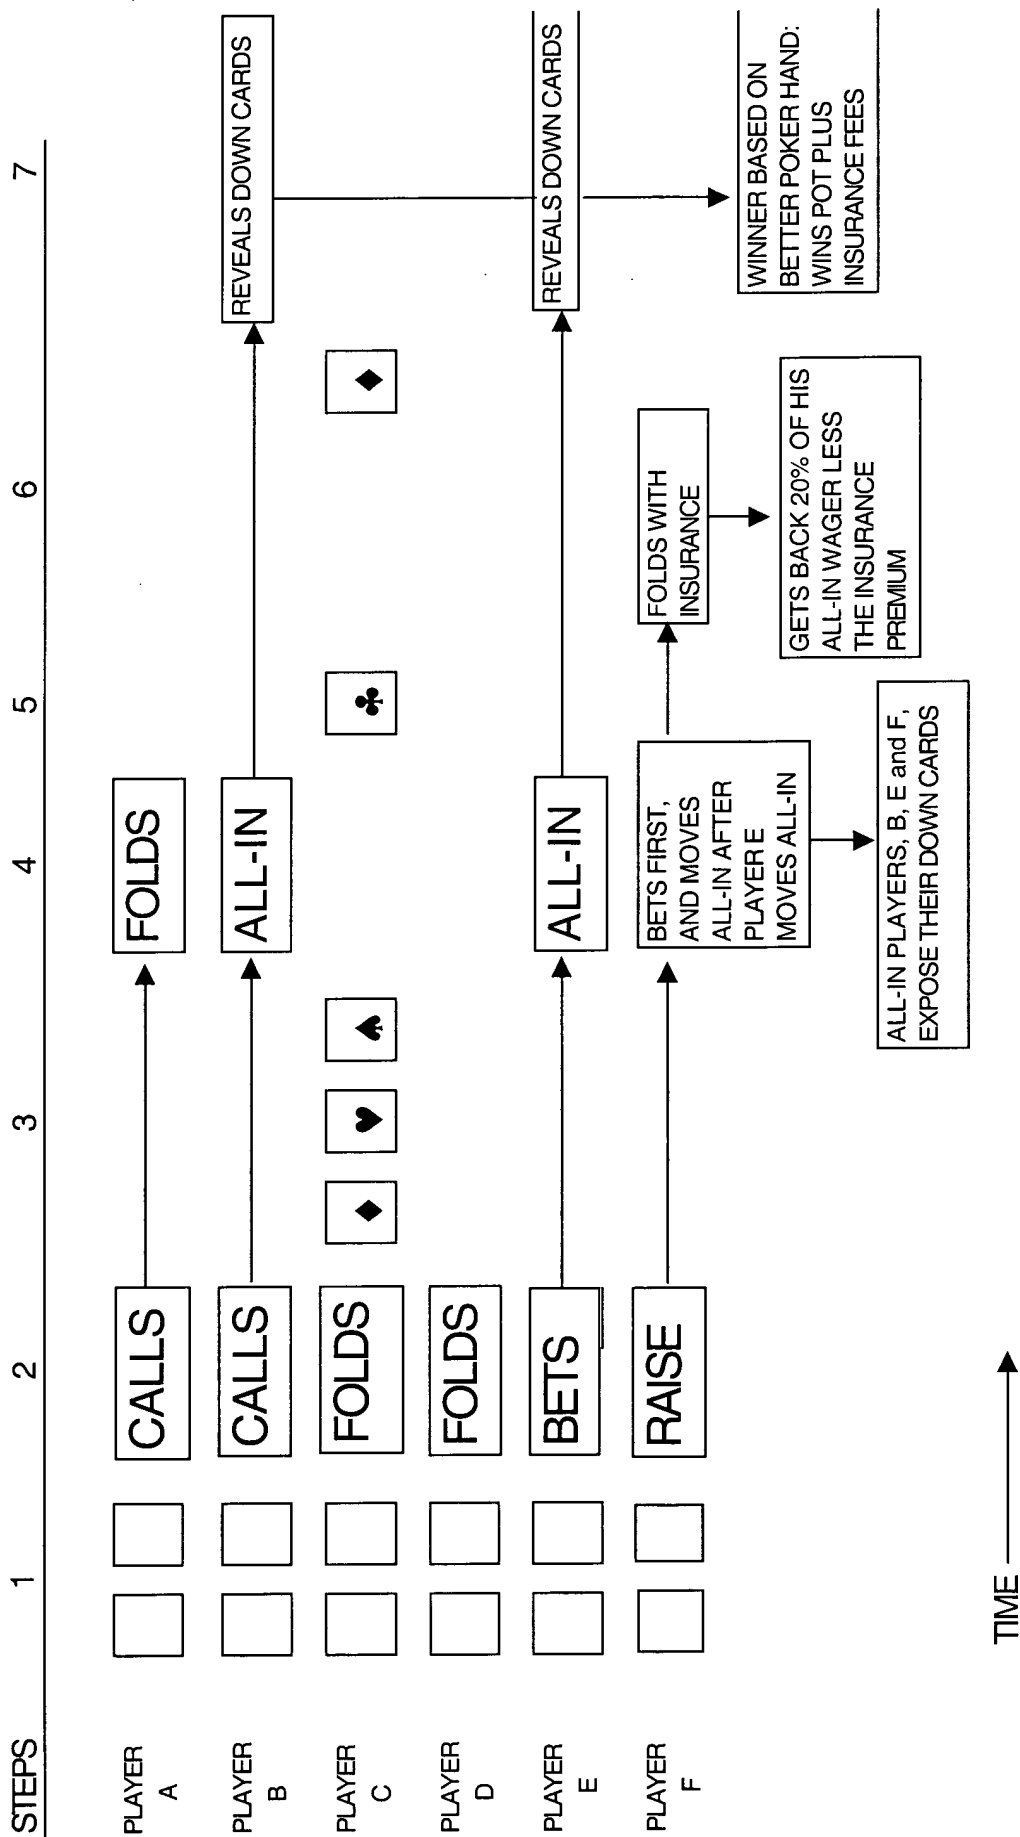 STEPS 1 2 3 4 5 6 7
PLAYER
A
CALLS
FOLDS
PLAYER
B
CALLS
ALL-IN
REVEALS DOWN CARDS
PLAYER
C
FOLDS
PLAYER
D
FOLDS
PLAYER
E
BETS
ALL-IN
REVEALS DOWN CARDS
PLAYER
F
RAISE
BETS FIRST,
AND MOVES
ALL-IN AFTER
PLAYER E
MOVES ALL-IN
FOLDS WITH
INSURANCE
WINNER BASED ON
BETTER POKER HAND:
WINS POT PLUS
INSURANCE FEES
GETS BACK 20% OF HIS
ALL-IN WAGER LESS
THE INSURANCE
PREMIUM
ALL-IN PLAYERS, B, E and F,
EXPOSE THEIR DOWN CARDS
TIME